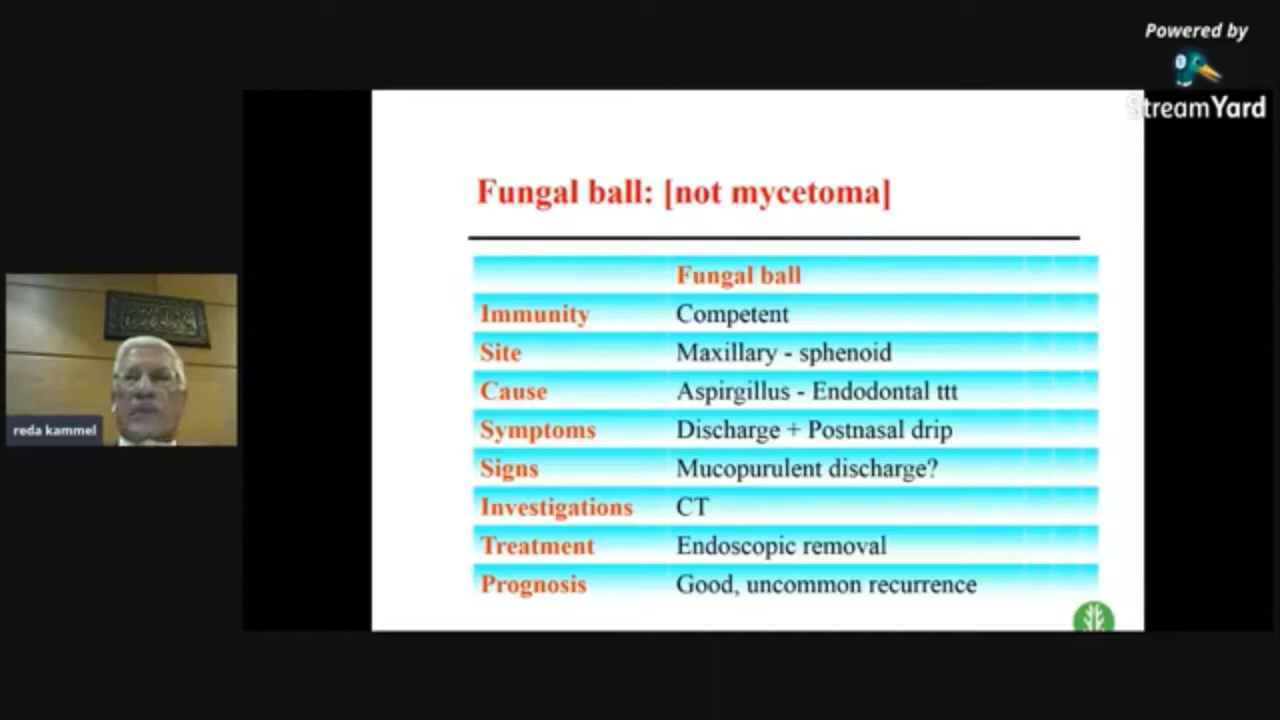 Powered by
StreamYard
Fungal ball: [not mycetoma]
Fungal ball
Immunity Competent
Site Maxillary - sphenoid
Cause Aspirgillus - Endodontal ttt
Symptoms Discharge + Postnasal drip
Signs Mucopurulent discharge?
Investigations CT
Treatment Endoscopic removal
Prognosis Good, uncommon recurrence
reda kammel